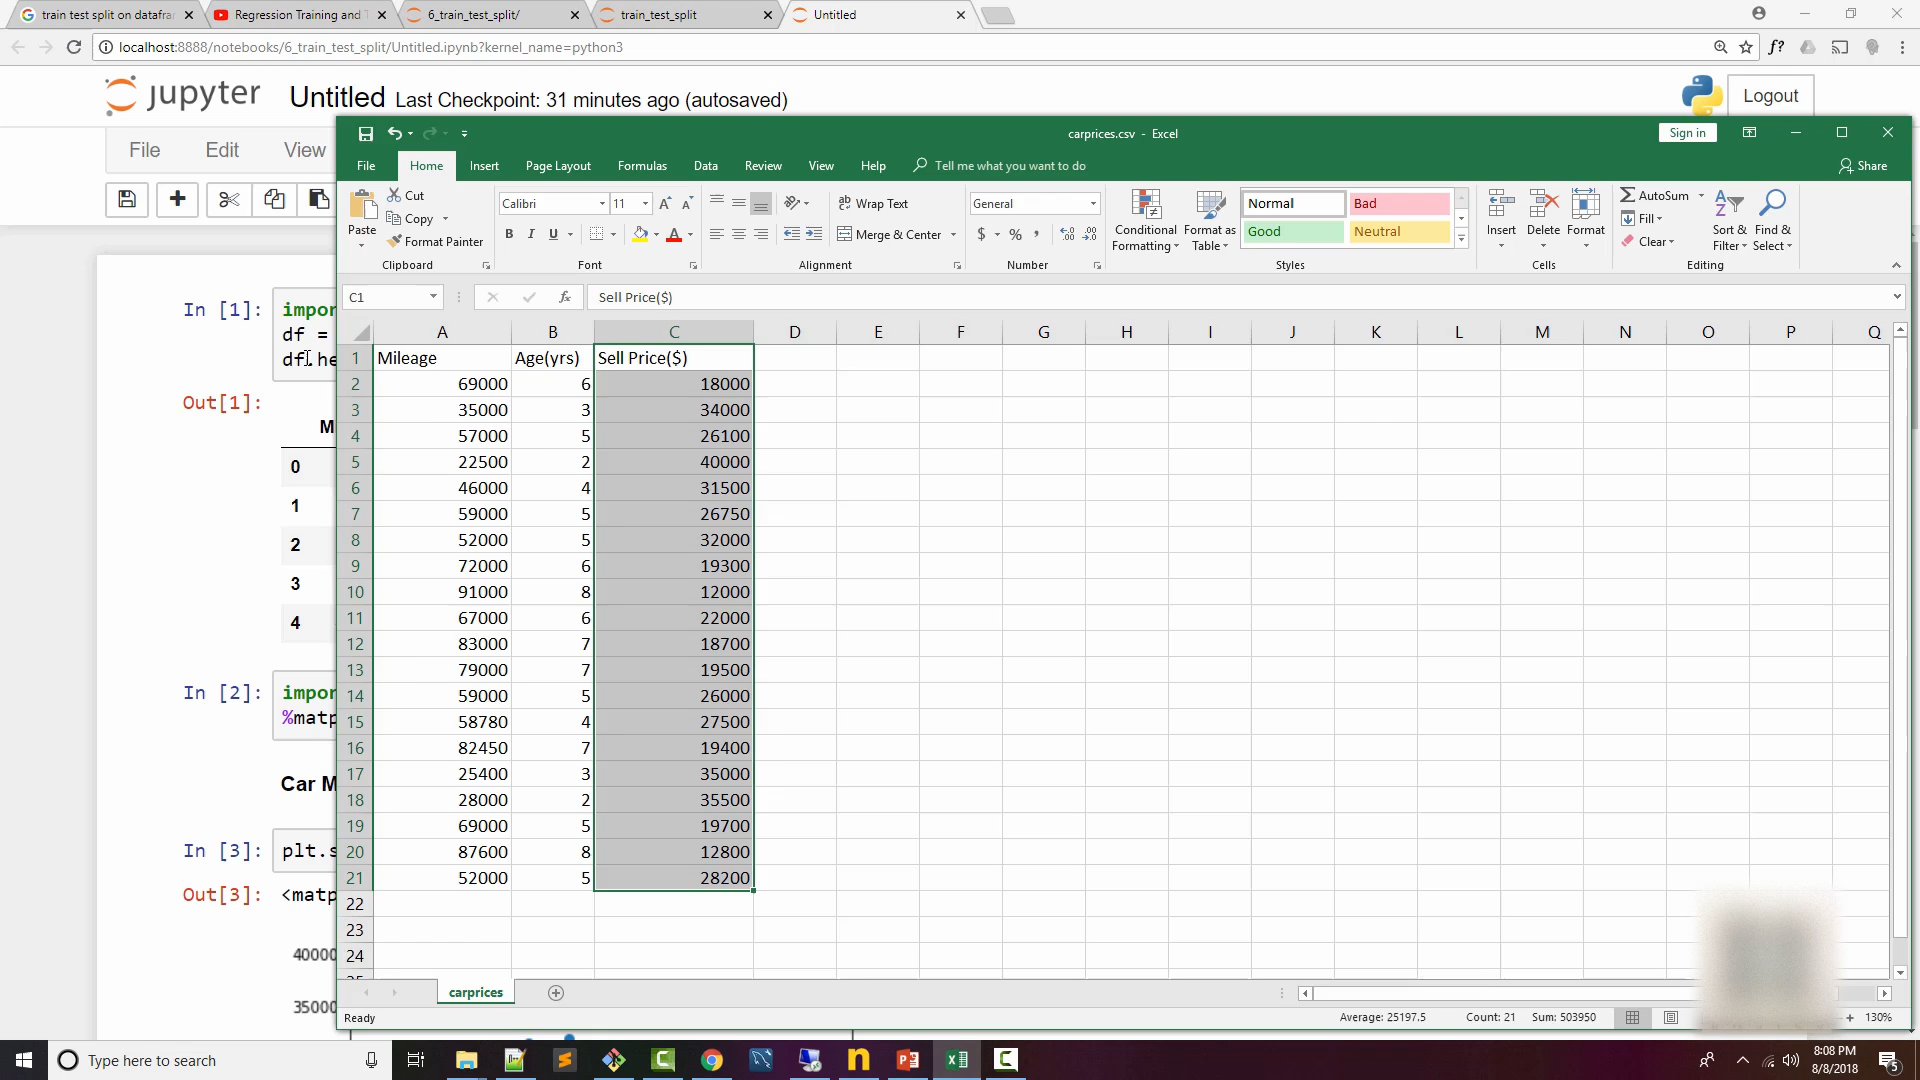 train test split on datafran
Regression Training and T
6_train_test_split/
train_test_split
Untitled
localhost:8888/notebooks/6_train_test_split/Untitled.ipynb?kernel_name=python3
f?
jupyter Untitled Last Checkpoint: 31 minutes ago (autosaved)
Logout
File Edit View
carprices.csv - Excel
Sign in
File Home Insert Page Layout Formulas Data Review View Help Tell me what you want to do
Share
Paste
Cut
Copy
Format Painter
Clipboard
Calibri 11
B I U
Font
Wrap Text
Merge & Center
Alignment
General
$ % ,
Number
Conditional Formatting
Format as Table
Normal Bad
Good Neutral
Styles
Insert Delete Format
Cells
AutoSum
Fill
Clear
Sort & Filter
Find & Select
Editing
C1 fx Sell Price($)
A B C D E F G H I J K L M N O P Q
1 Mileage Age(yrs) Sell Price($)
2 69000 6 18000
3 35000 3 34000
4 57000 5 26100
5 22500 2 40000
6 46000 4 31500
7 59000 5 26750
8 52000 5 32000
9 72000 6 19300
10 91000 8 12000
11 67000 6 22000
12 83000 7 18700
13 79000 7 19500
14 59000 5 26000
15 58780 4 27500
16 82450 7 19400
17 25400 3 35000
18 28000 2 35500
19 69000 5 19700
20 87600 8 12800
21 52000 5 28200
22
23
24
carprices
Ready
Average: 25197.5 Count: 21 Sum: 503950
130%
In [1]: impor
df =
df.he
Out[1]:
M
0
1
2
3
4
In [2]: impor
%matp
Car M
In [3]: plt.s
Out[3]: <matp
40000
35000
Type here to search
8:08 PM
8/8/2018
5